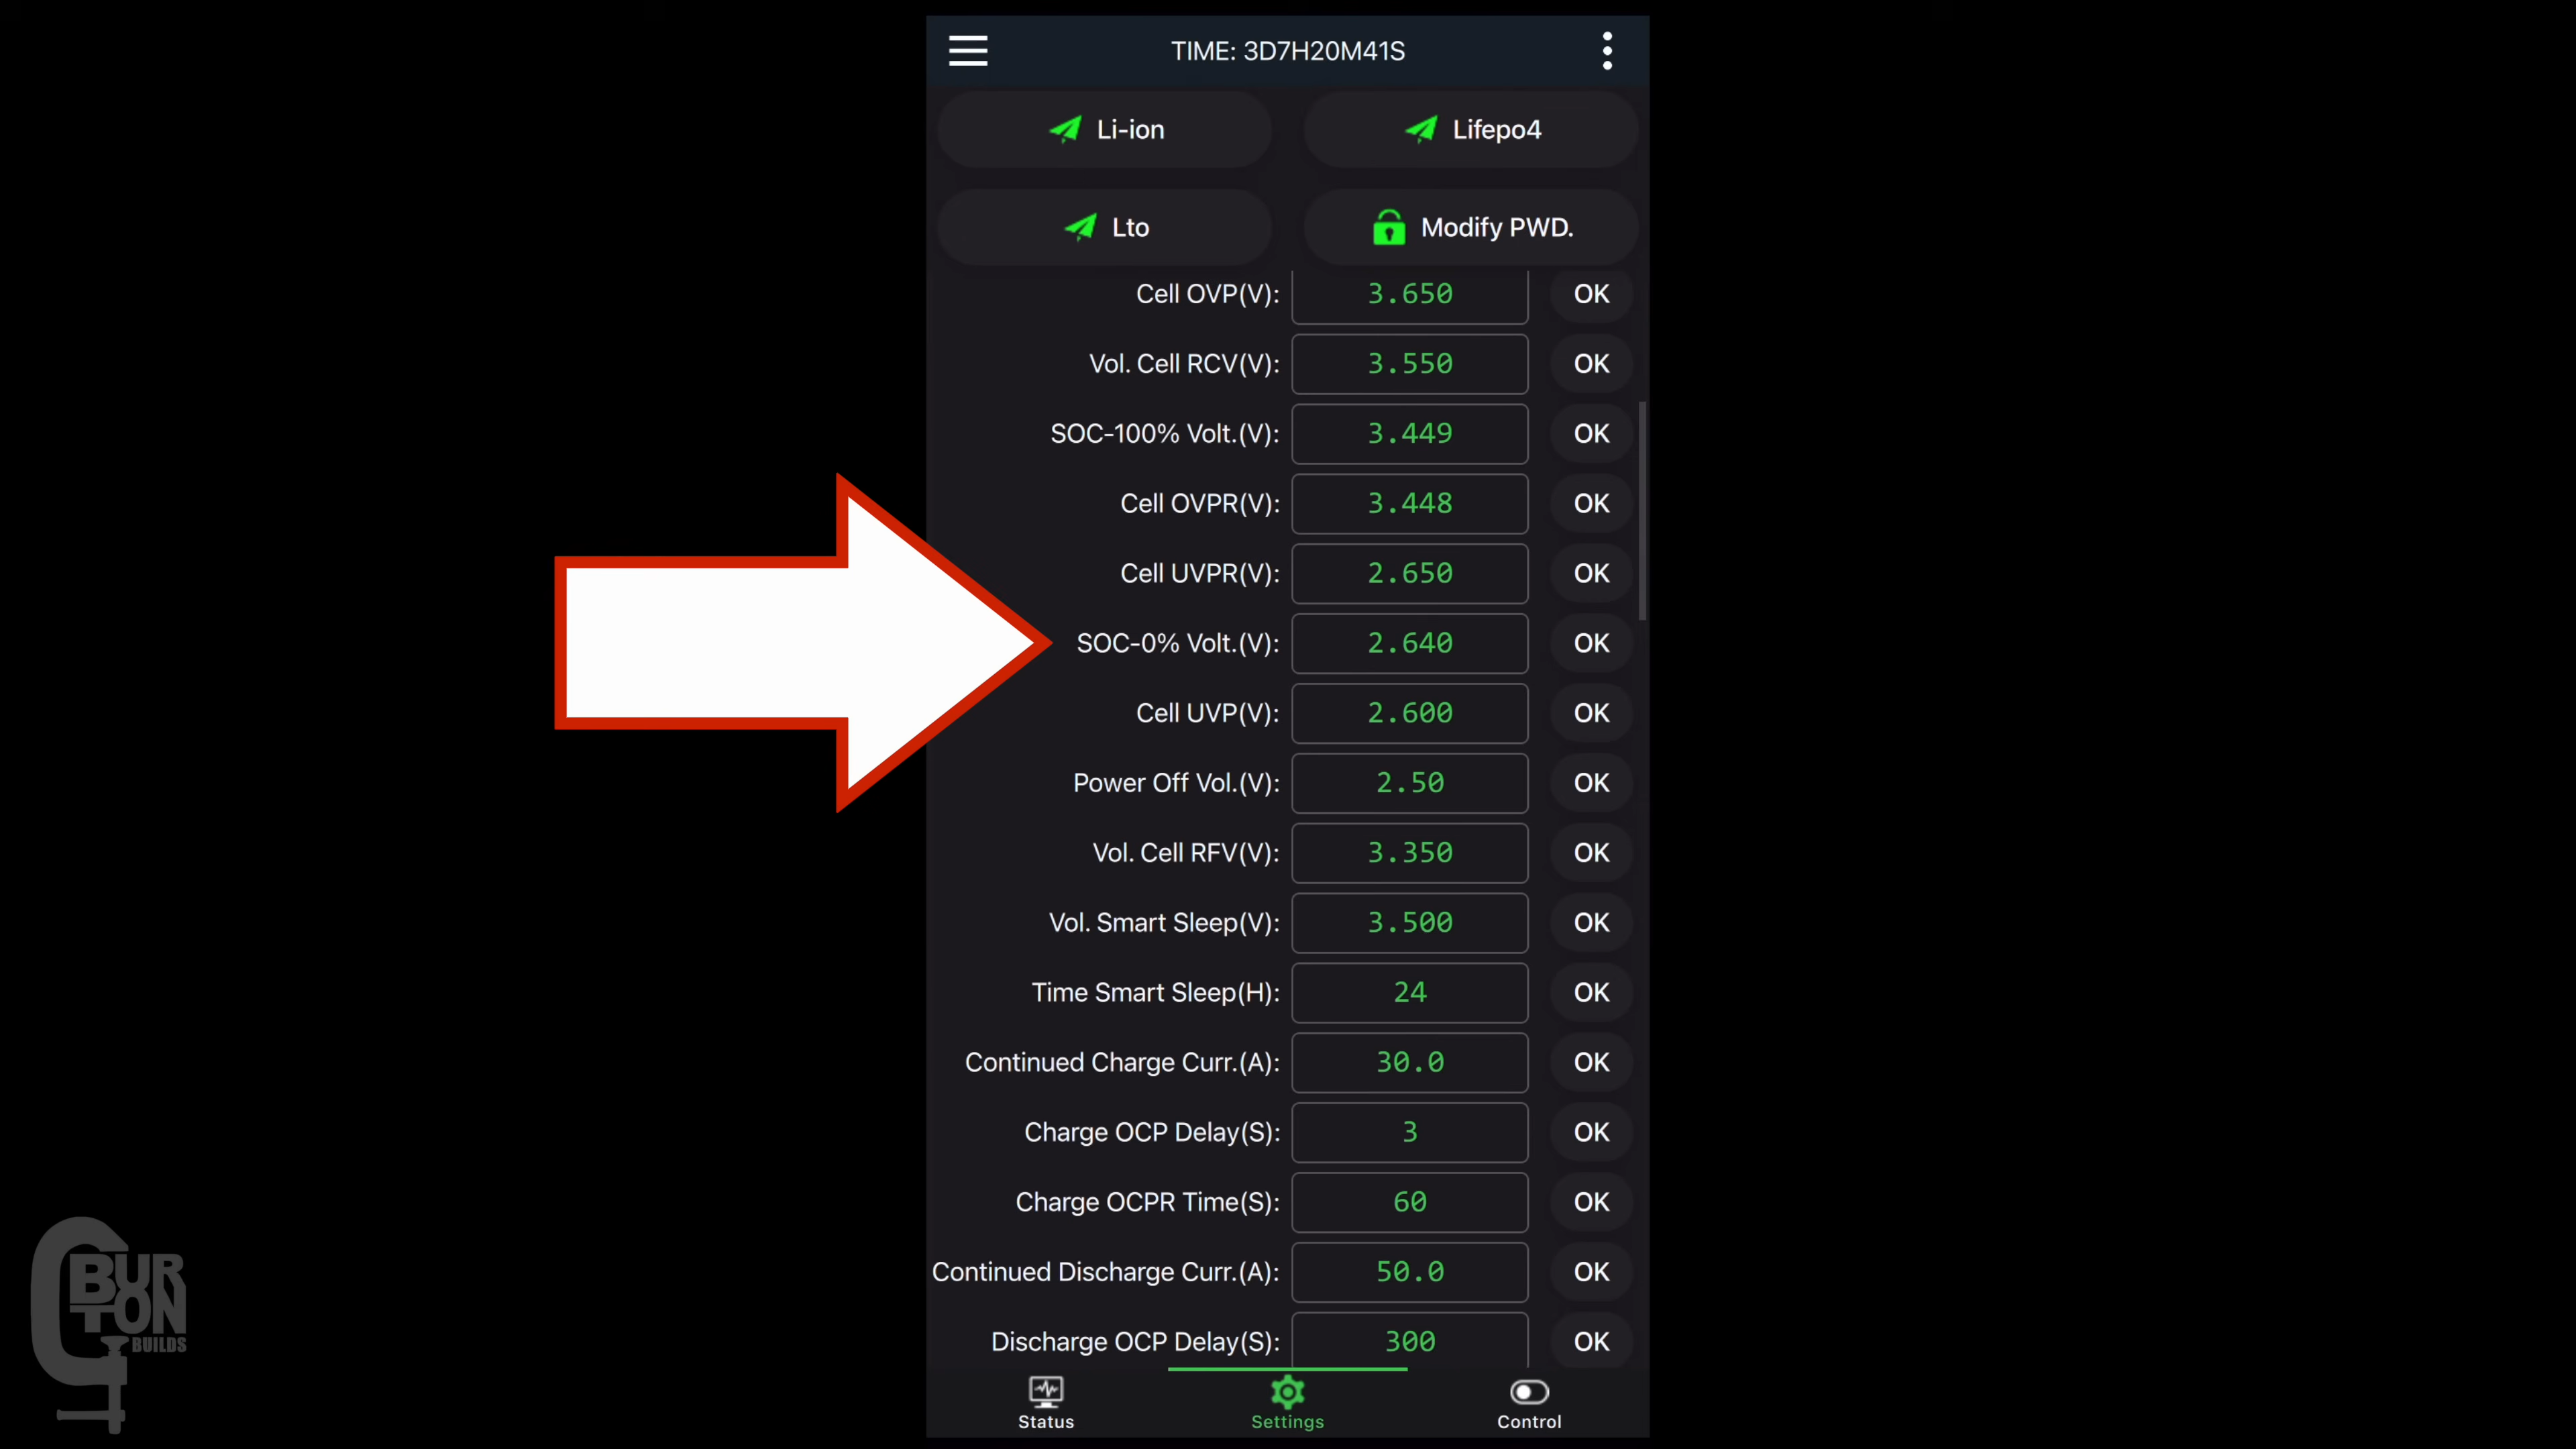 TIME: 3D7H20M41S
Li-ion
Lifepo4
Lto
Modify PWD.
Cell OVP(V): 3.650 OK
Vol. Cell RCV(V): 3.550 OK
SOC-100% Volt.(V): 3.449 OK
Cell OVPR(V): 3.448 OK
Cell UVPR(V): 2.650 OK
SOC-0% Volt.(V): 2.640 OK
Cell UVP(V): 2.600 OK
Power Off Vol.(V): 2.50 OK
Vol. Cell RFV(V): 3.350 OK
Vol. Smart Sleep(V): 3.500 OK
Time Smart Sleep(H): 24 OK
Continued Charge Curr.(A): 30.0 OK
Charge OCP Delay(S): 3 OK
Charge OCPR Time(S): 60 OK
Continued Discharge Curr.(A): 50.0 OK
Discharge OCP Delay(S): 300 OK
Status
Settings
Control
BUR
TON
BUILDS